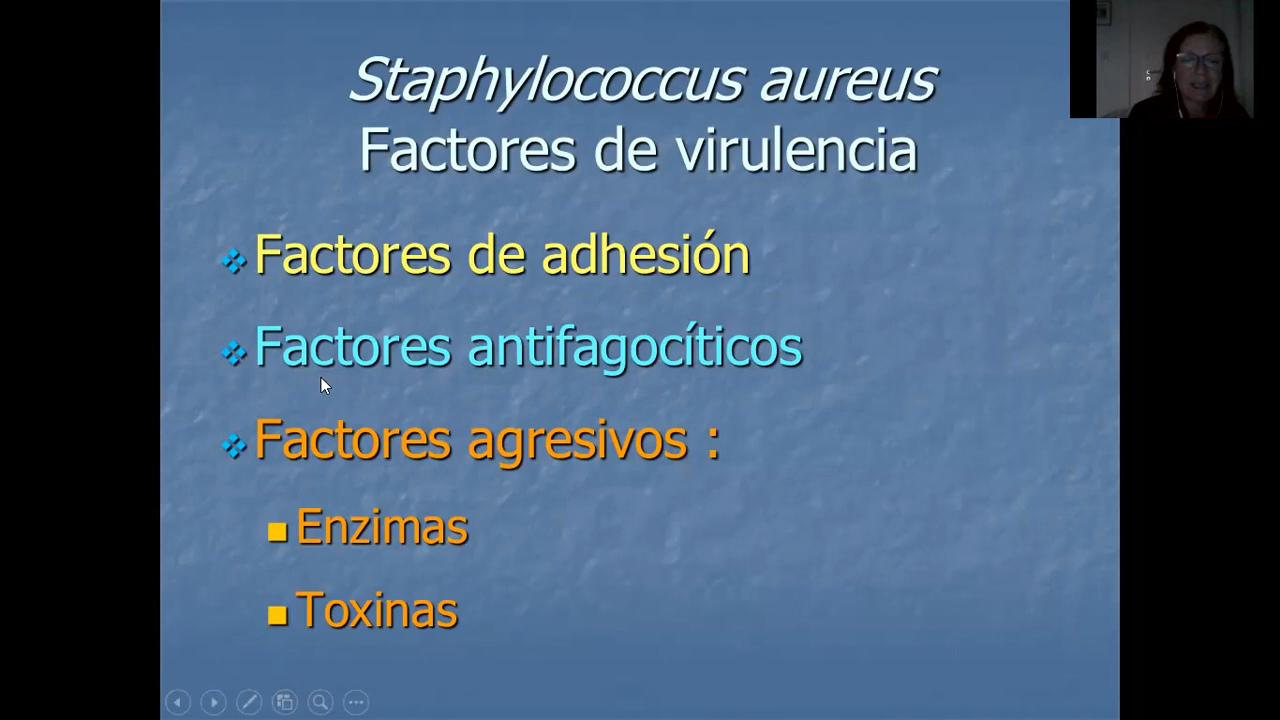 Staphylococcus aureus
Factores de virulencia
Factores de adhesión
Factores antifagocíticos
Factores agresivos :
Enzimas
Toxinas